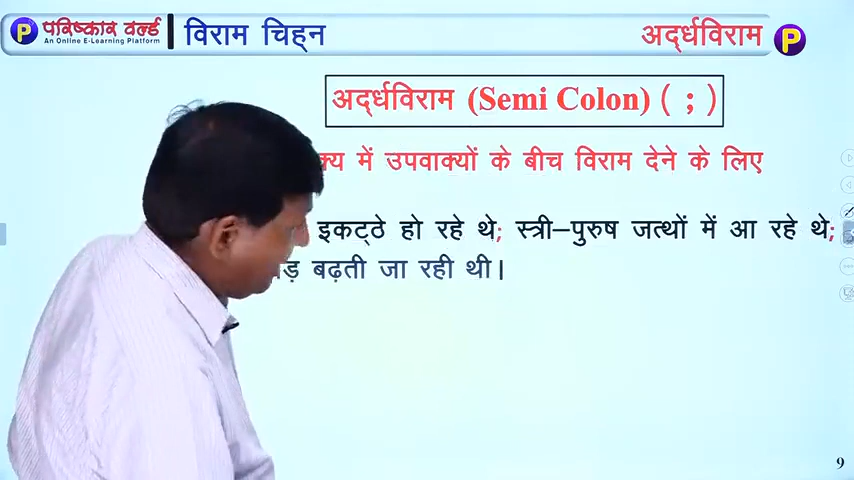 परिष्कार वर्ल्ड
An Online E-Learning Platform
विराम चिह्न
अर्द्धविराम
अर्द्धविराम (Semi Colon) ( ; )
में उपवाक्यों के बीच विराम देने के लिए
इकट्ठे हो रहे थे; स्त्री–पुरुष जत्थों में आ रहे थे;
बढ़ती जा रही थी।
9